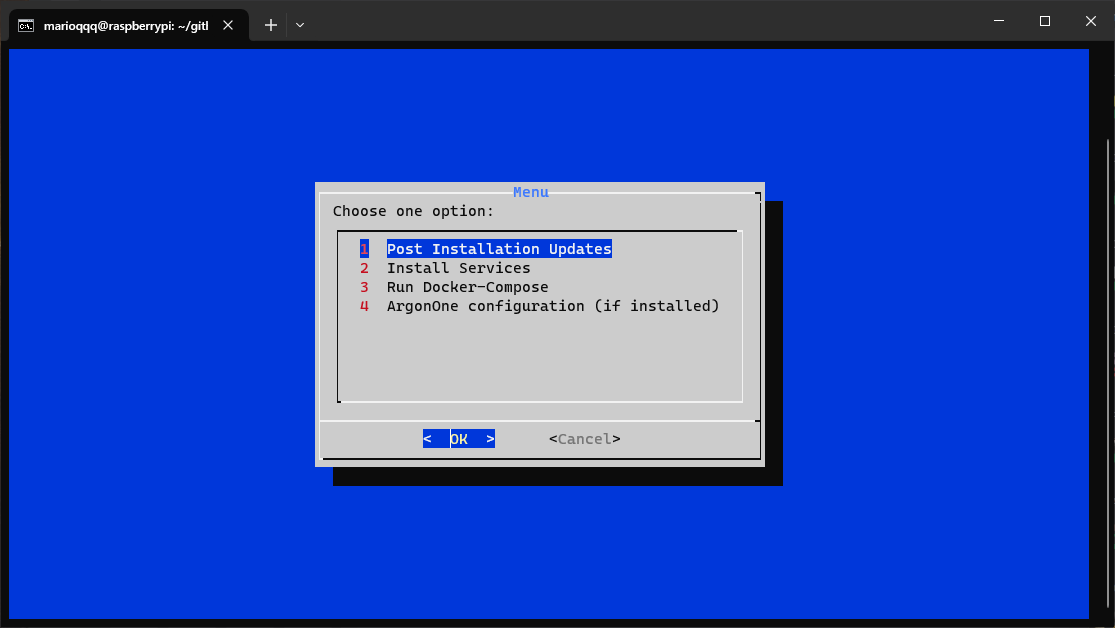 marioqqq@raspberrypi: ~/gitl
Menu
Choose one option:
1 Post Installation Updates
2 Install Services
3 Run Docker-Compose
4 ArgonOne configuration (if installed)
< OK > <Cancel>